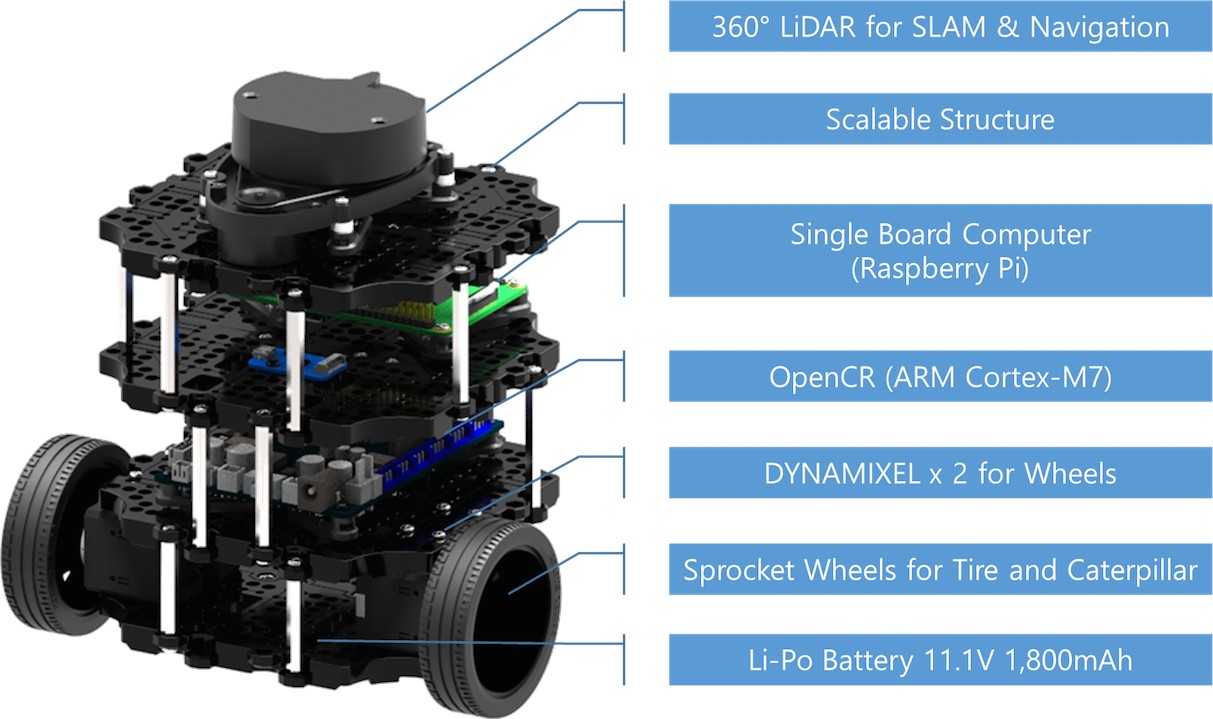 360° LiDAR for SLAM & Navigation
Scalable Structure
Single Board Computer
(Raspberry Pi)
OpenCR (ARM Cortex-M7)
DYNAMIXEL x 2 for Wheels
Sprocket Wheels for Tire and Caterpillar
Li-Po Battery 11.1V 1,800mAh